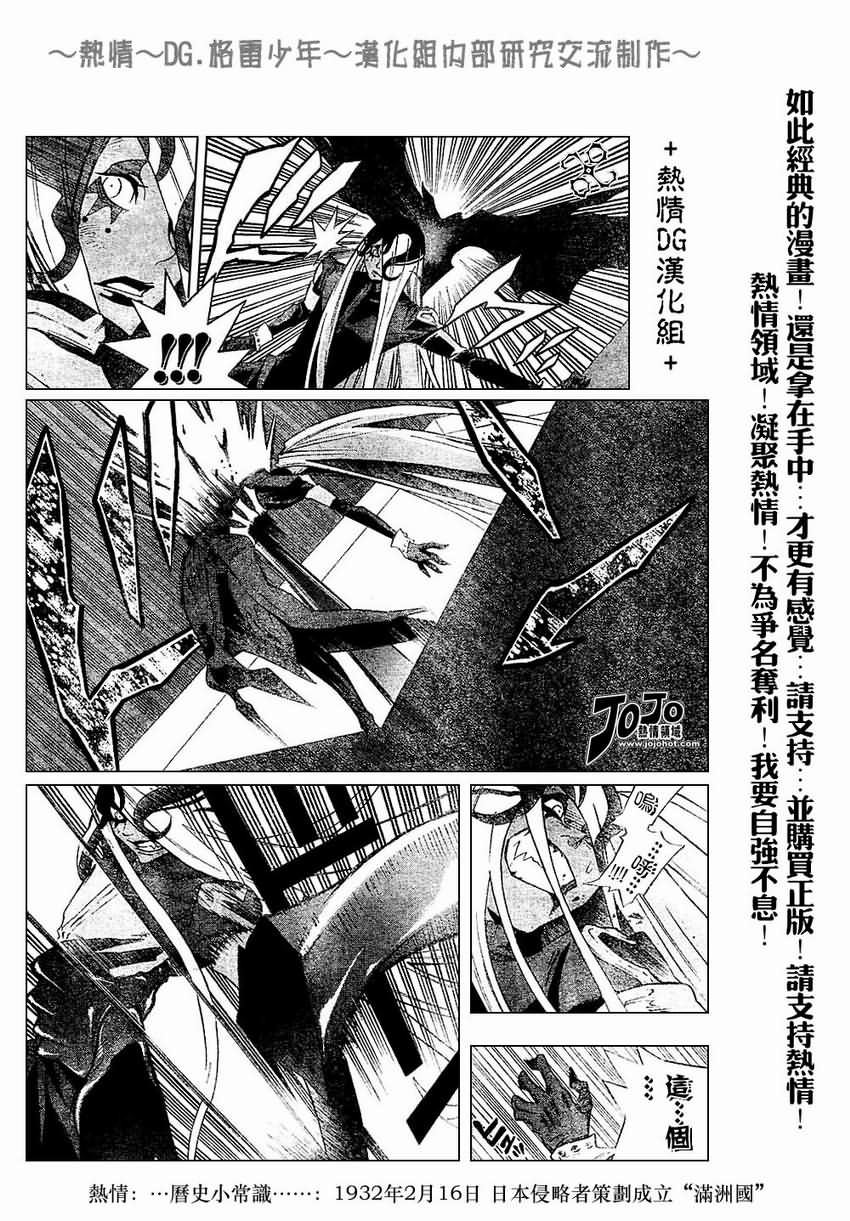 ～熱情～DG.格雷少年～漢化組內部研究交流制作～
如此經典的漫畫！還是拿在手中…才更有感覺…請支持…並購買正版！請支持熱情！
熱情領域！凝聚熱情！不為爭名奪利！我要自強不息！
+熱情DG漢化組+
!!!
JOJO
熱情領域
www.jojohot.com
嗚…
呼…
!!!!
這…個
……
熱情：…曆史小常識……：1932年2月16日 日本侵略者策劃成立“滿洲國”